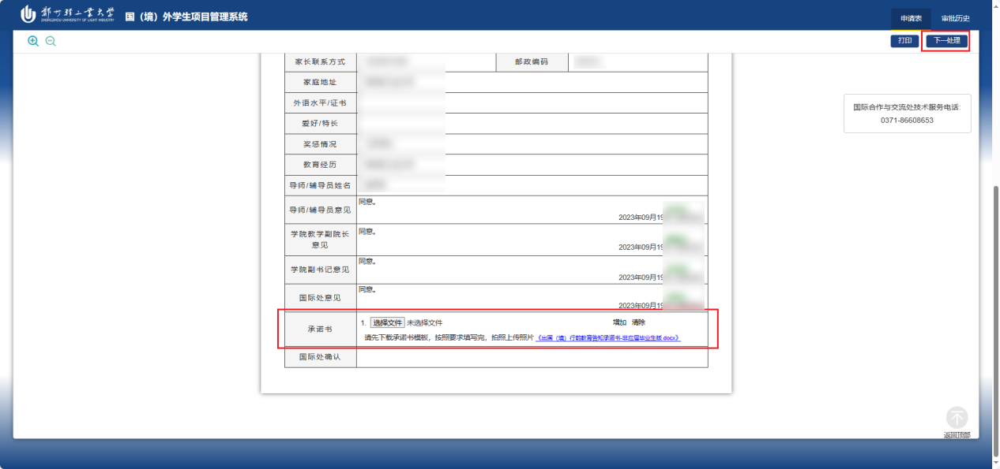 郑州轻工业大学
ZHENGZHOU UNIVERSITY OF LIGHT INDUSTRY
国（境）外学生项目管理系统
申请表 审批历史
打印 下一处理
家长联系方式 邮政编码
家庭地址
外语水平/证书
爱好/特长
奖惩情况
教育经历
导师/辅导员姓名
国际合作与交流处技术服务电话:
0371-86608653
导师/辅导员意见 同意。
2023年09月19
学院教学副院长
意见
同意。
2023年09月19
学院副书记意见 同意。
2023年09月19
国际处意见 同意。
2023年09月19
承诺书 1. 选择文件 未选择文件 增加 清除
请先下载承诺书模板，按照要求填写完，拍照上传照片 《出国（境）行前教育告知承诺书-非应届毕业生版.docx》
国际处确认
返回顶部